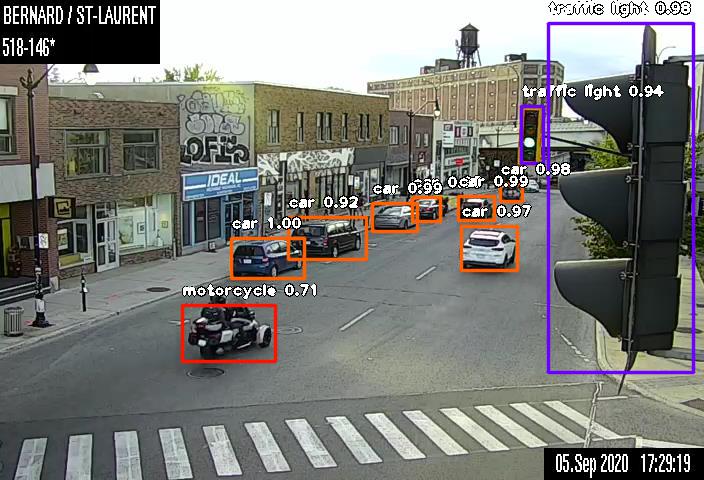 BERNARD / ST-LAURENT
518-146*
traffic light 0.98
traffic light 0.94
car 0.98
car 0.99
car 0.99
car 0.92
car 0.97
car 1.00
IDEAL
motorcycle 0.71
05.Sep 2020 17:29:19